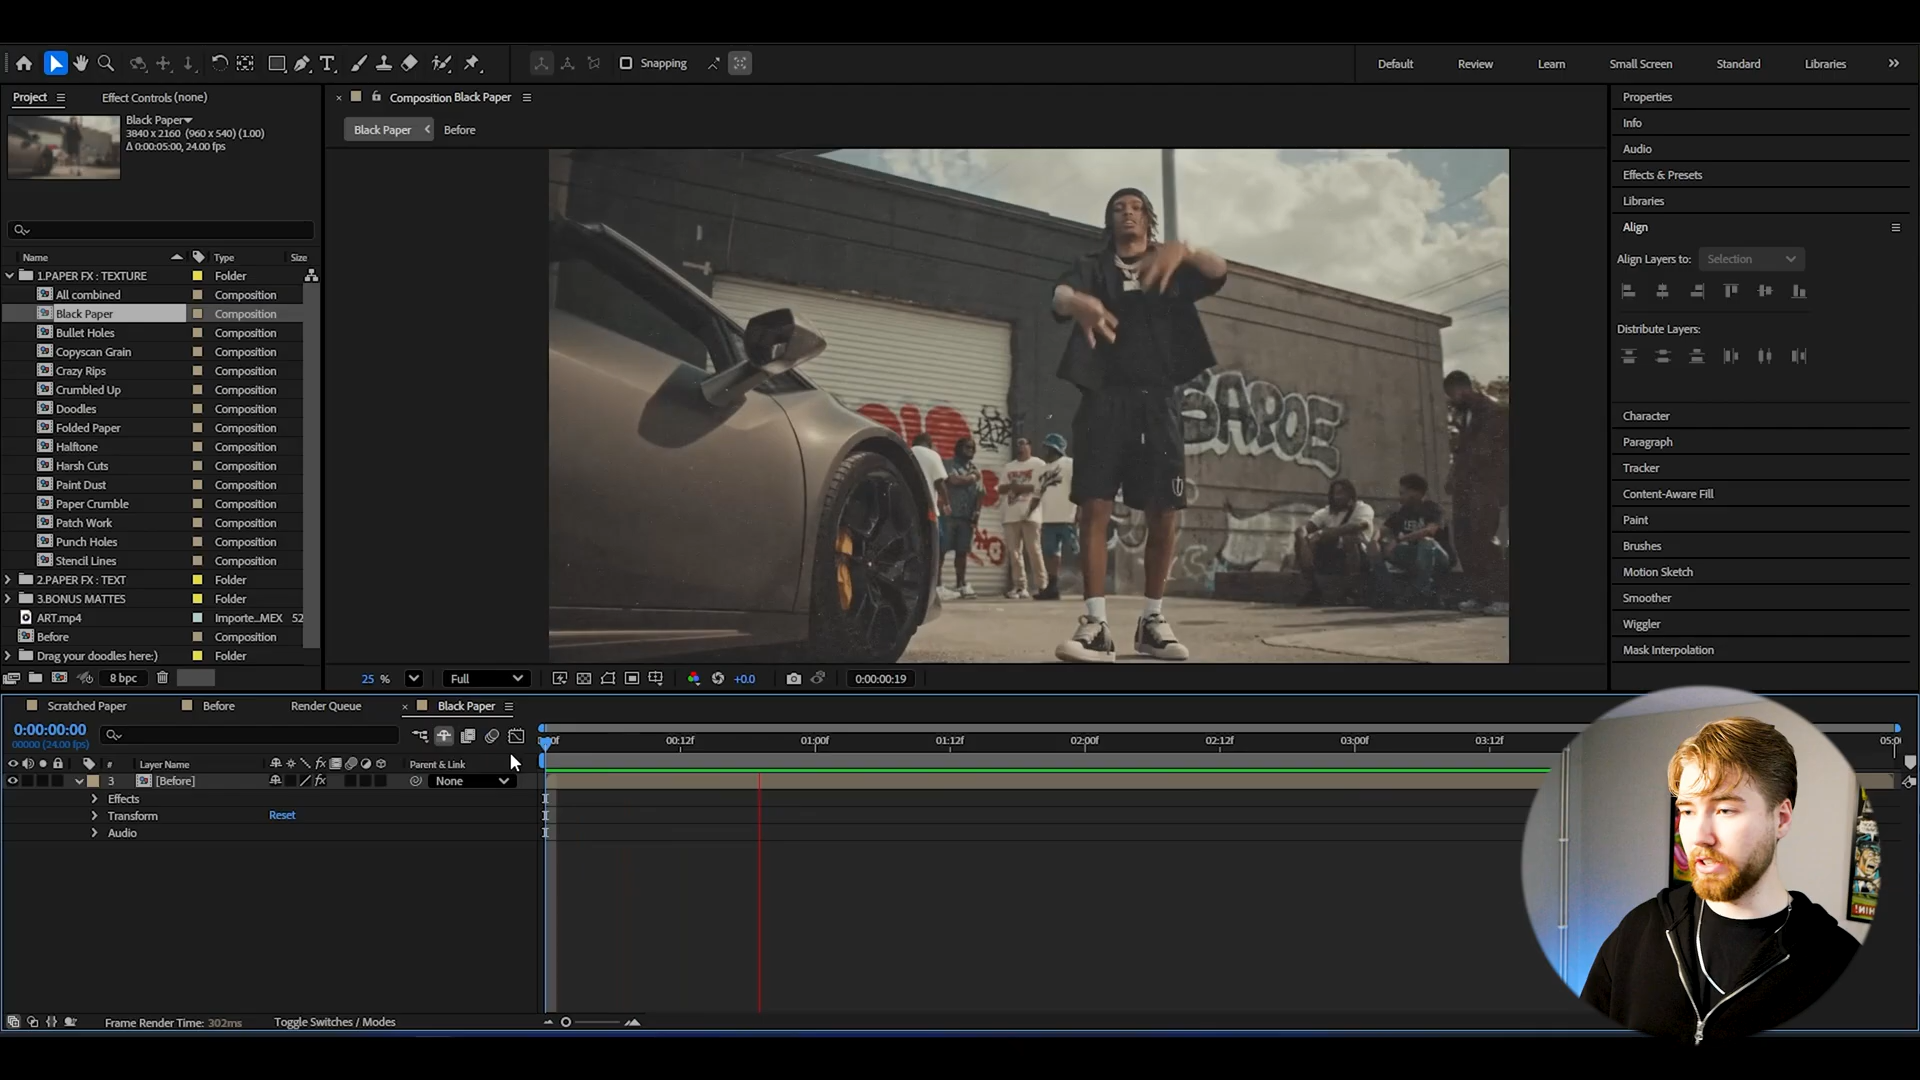 Snapping
Default
Review
Learn
Small Screen
Standard
Libraries
Project
Effect Controls (none)
Composition Black Paper
Black Paper
3840 x 2160 (960 x 540) (1.00)
Δ 0:00:05:00, 24.00 fps
Black Paper
Before
Name
Type
Size
1.PAPER FX : TEXTURE
Folder
All combined
Composition
Black Paper
Composition
Bullet Holes
Composition
Copyscan Grain
Composition
Crazy Rips
Composition
Crumbled Up
Composition
Doodles
Composition
Folded Paper
Composition
Halftone
Composition
Harsh Cuts
Composition
Paint Dust
Composition
Paper Crumble
Composition
Patch Work
Composition
Punch Holes
Composition
Stencil Lines
Composition
2.PAPER FX : TEXT
Folder
3.BONUS MATTES
Folder
ART.mp4
Importe...MEX
52
Before
Composition
Drag your doodles here:)
Folder
8 bpc
SAPOE
25 %
Full
+0.0
0:00:00:19
Properties
Info
Audio
Effects & Presets
Libraries
Align
Align Layers to:
Selection
Distribute Layers:
Character
Paragraph
Tracker
Content-Aware Fill
Paint
Brushes
Motion Sketch
Smoother
Wiggler
Mask Interpolation
Scratched Paper
Before
Render Queue
Black Paper
0:00:00:00
00000 (24.00 fps)
00:12f
01:00f
01:12f
02:00f
02:12f
03:00f
03:12f
#
Layer Name
Parent & Link
3
[Before]
None
Effects
Transform
Reset
Audio
Frame Render Time: 302ms
Toggle Switches / Modes